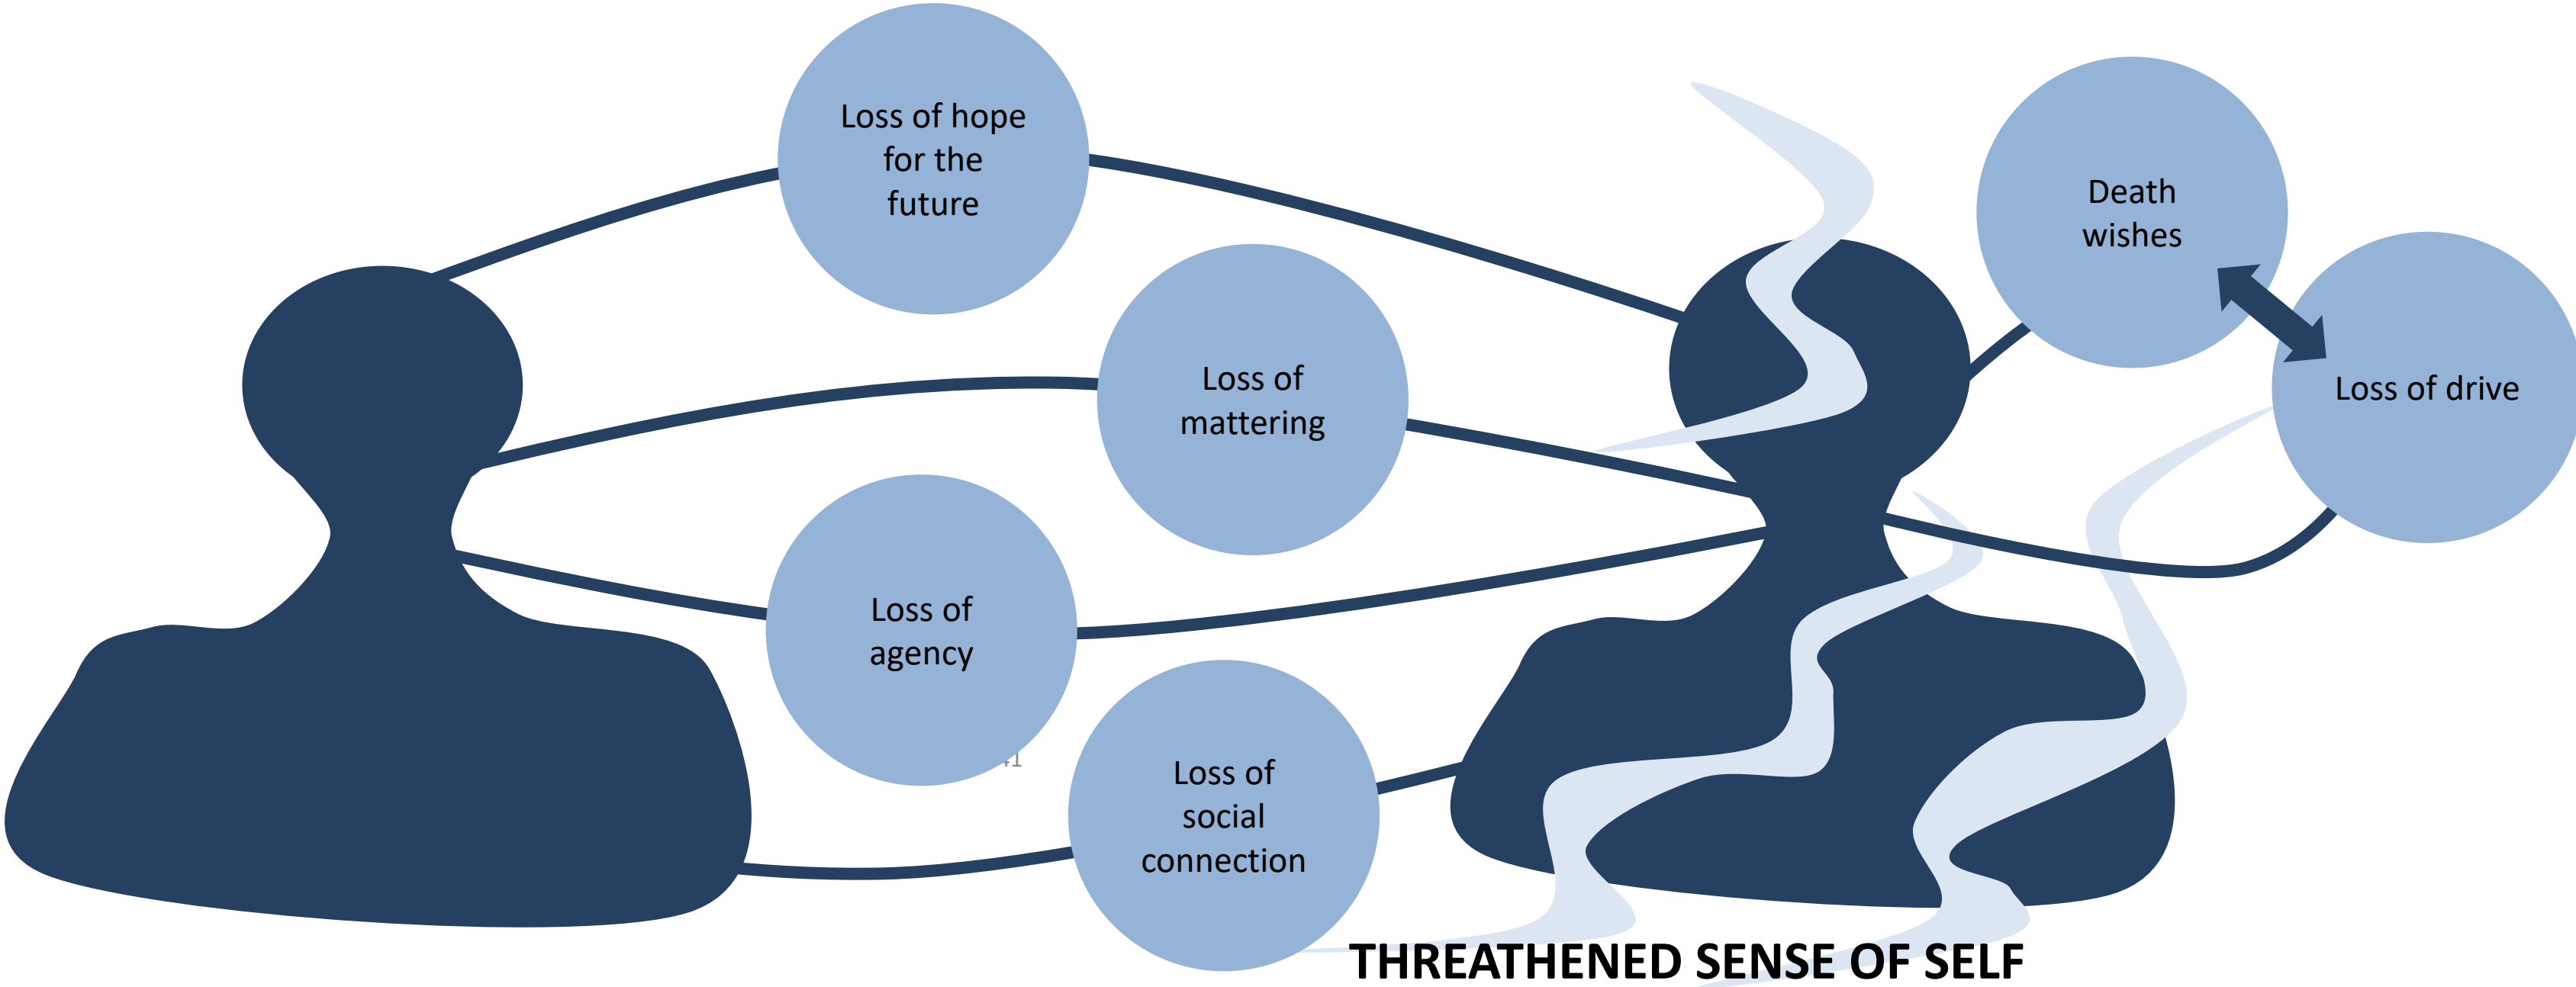 Loss of hope
for the
future
Death
wishes
Loss of
mattering
Loss of drive
Loss of
agency
Loss of
social
connection
THREATHENED SENSE OF SELF